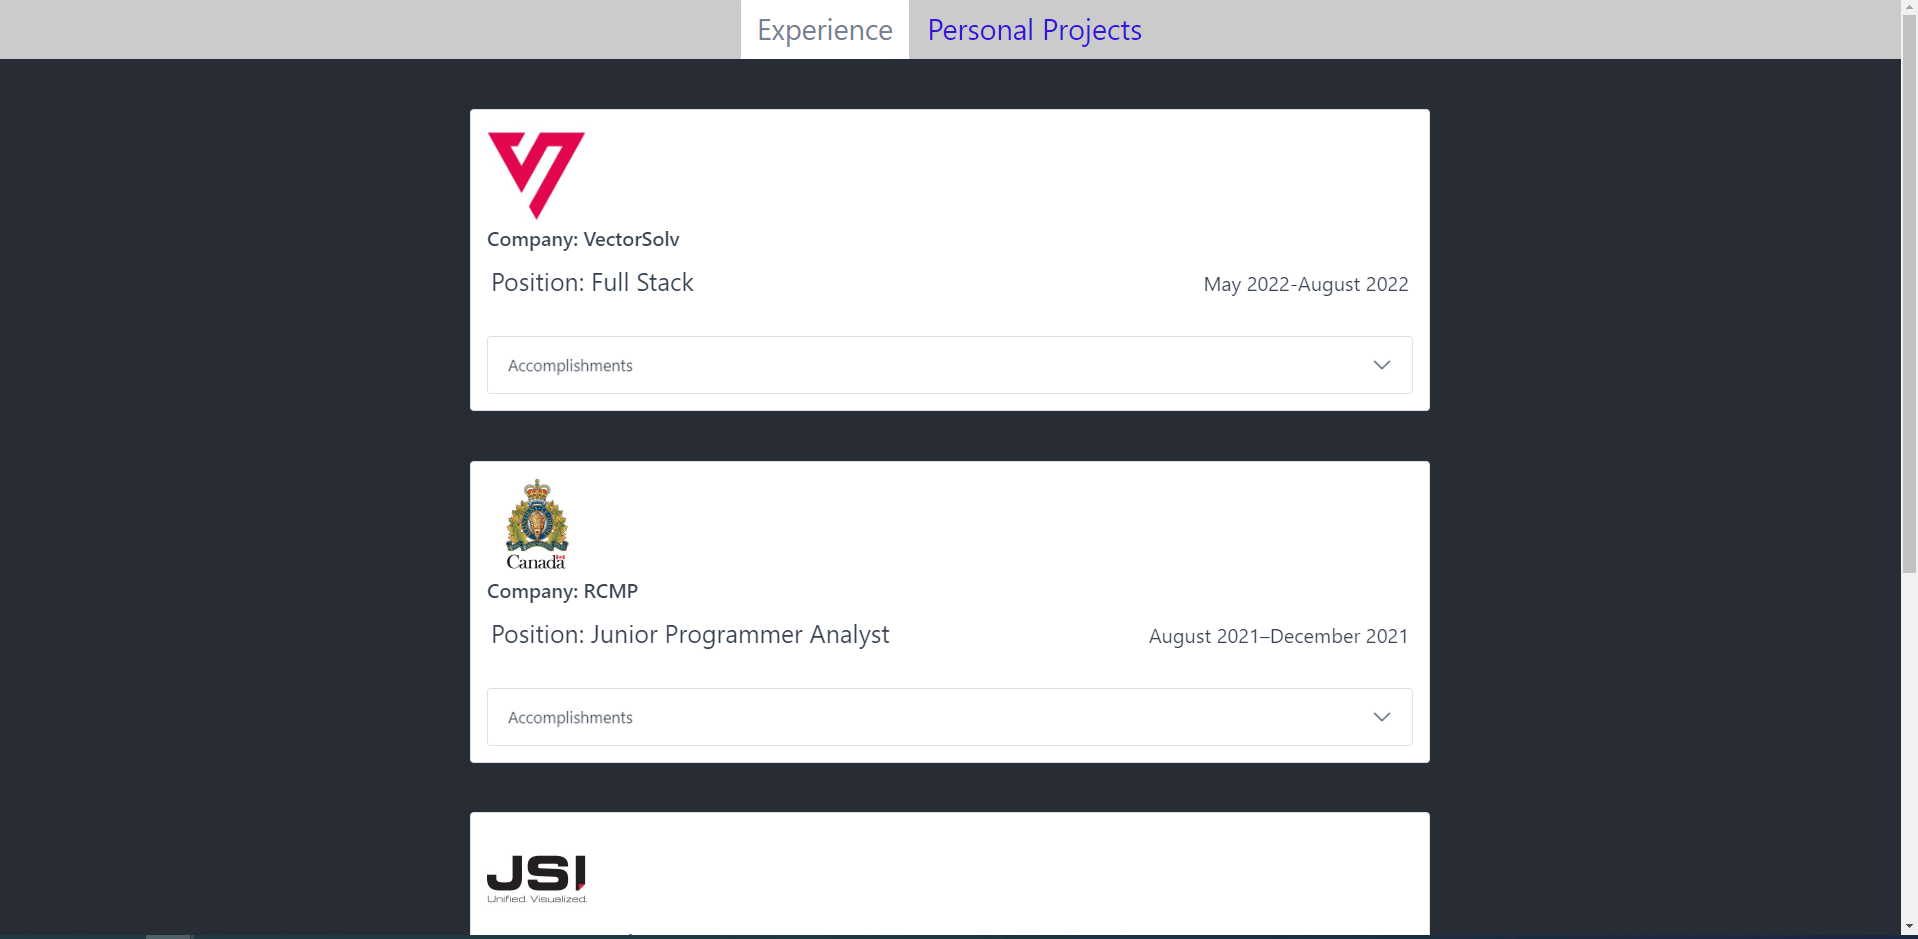 Experience Personal Projects
Company: VectorSolv
Position: Full Stack May 2022-August 2022
Accomplishments
Canada
Company: RCMP
Position: Junior Programmer Analyst August 2021–December 2021
Accomplishments
JSI
Unified. Visualized.